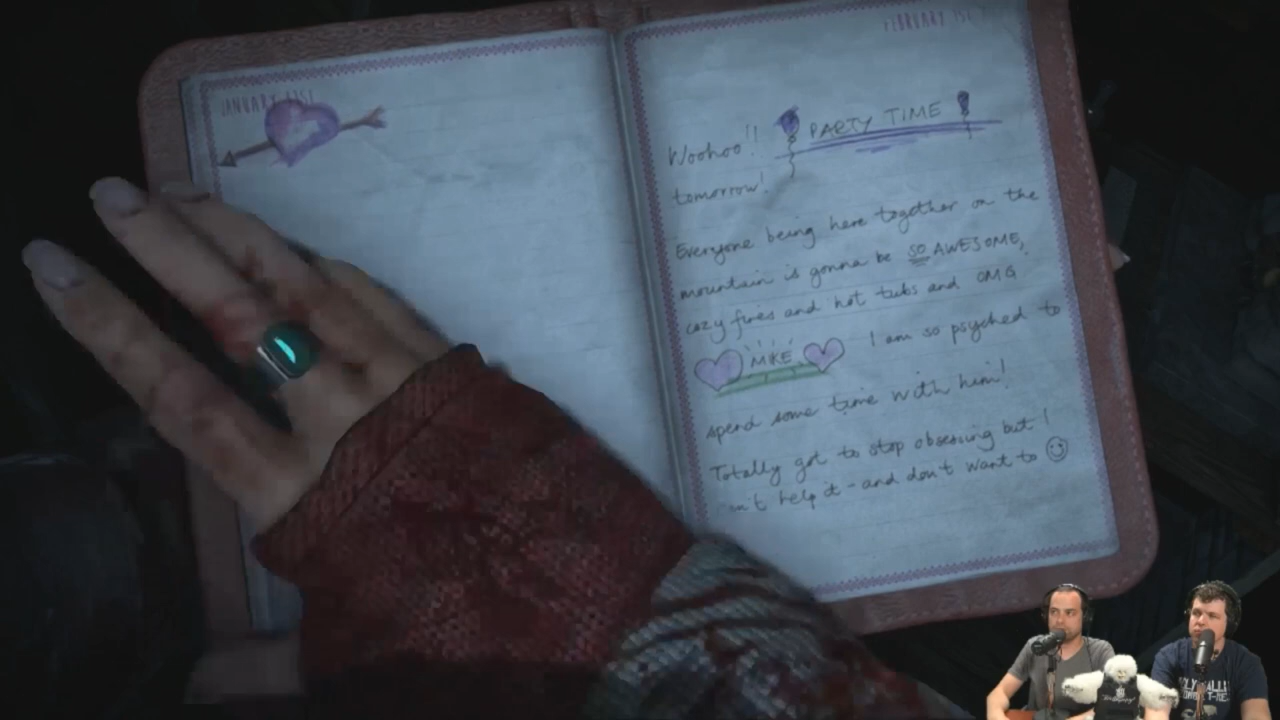 JANUARY 31ST
FEBRUARY 1ST
Woohoo!! PARTY TIME
tomorrow!
Everyone being here together on the
mountain is gonna be SO AWESOME,
cozy fires and hot tubs and OMG
MIKE I am so psyched to
spend some time with him!
Totally got to stop obsessing but I
can't help it - and don't want to